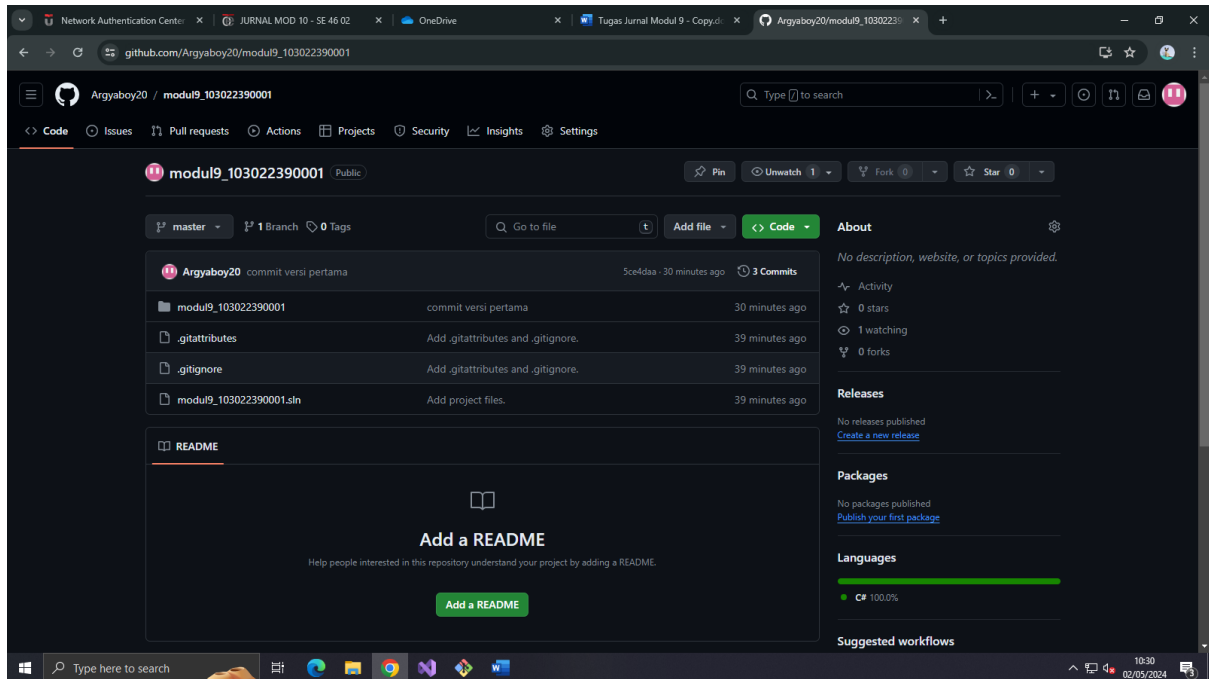 Network Authentication Center
JURNAL MOD 10 - SE 46 02
OneDrive
Tugas Jurnal Modul 9 - Copy.dc
Argyaboy20/modul9_10302239
github.com/Argyaboy20/modul9_103022390001
Argyaboy20 / modul9_103022390001
Type / to search
Code Issues Pull requests Actions Projects Security Insights Settings
modul9_103022390001 Public
Pin Unwatch 1 Fork 0 Star 0
master 1 Branch 0 Tags Go to file t Add file Code
Argyaboy20 commit versi pertama 5ce4daa · 30 minutes ago 3 Commits
modul9_103022390001 commit versi pertama 30 minutes ago
.gitattributes Add .gitattributes and .gitignore. 39 minutes ago
.gitignore Add .gitattributes and .gitignore. 39 minutes ago
modul9_103022390001.sln Add project files. 39 minutes ago
README
Add a README
Help people interested in this repository understand your project by adding a README.
Add a README
About
No description, website, or topics provided.
Activity
0 stars
1 watching
0 forks
Releases
No releases published
Create a new release
Packages
No packages published
Publish your first package
Languages
C# 100.0%
Suggested workflows
Type here to search
10:30
02/05/2024
3